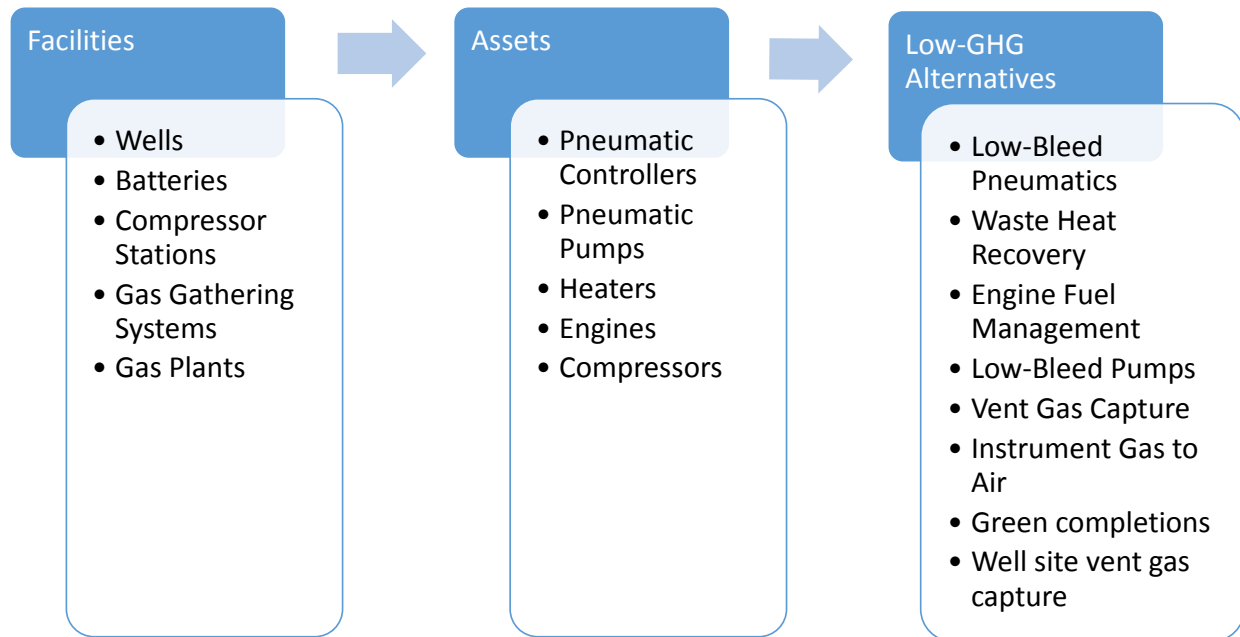 Facilities
• Wells
• Batteries
• Compressor
Stations
• Gas Gathering
Systems
• Gas Plants
Assets
• Pneumatic
Controllers
• Pneumatic
Pumps
• Heaters
• Engines
• Compressors
Low-GHG
Alternatives
• Low-Bleed
Pneumatics
• Waste Heat
Recovery
• Engine Fuel
Management
• Low-Bleed Pumps
• Vent Gas Capture
• Instrument Gas to
Air
• Green completions
• Well site vent gas
capture